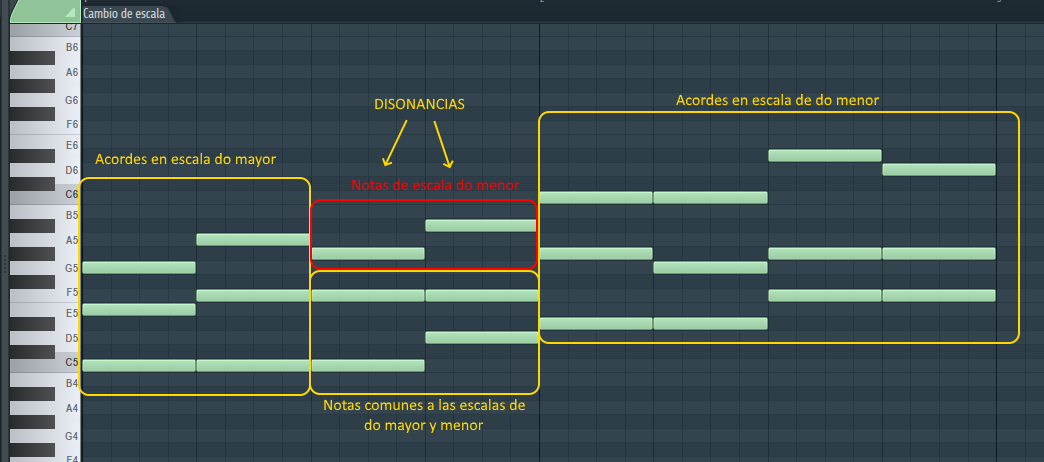 Cambio de escala
2
C7
B6
A6
G6
F6
E6
D6
C6
B5
A5
G5
F5
E5
D5
C5
B4
A4
G4
F4
DISONANCIAS
Acordes en escala de do menor
Acordes en escala do mayor
Notas de escala do menor
Notas comunes a las escalas de
do mayor y menor